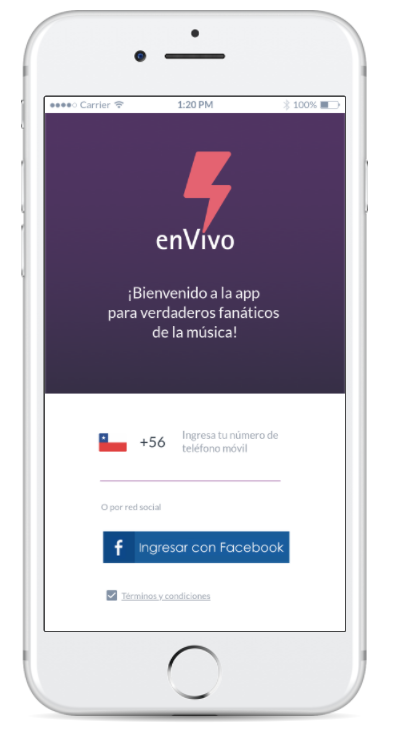 Carrier 1:20 PM 100%
enVivo
¡Bienvenido a la app
para verdaderos fanáticos
de la música!
+56 Ingresa tu número de
teléfono móvil
O por red social
f Ingresar con Facebook
Términos y condiciones